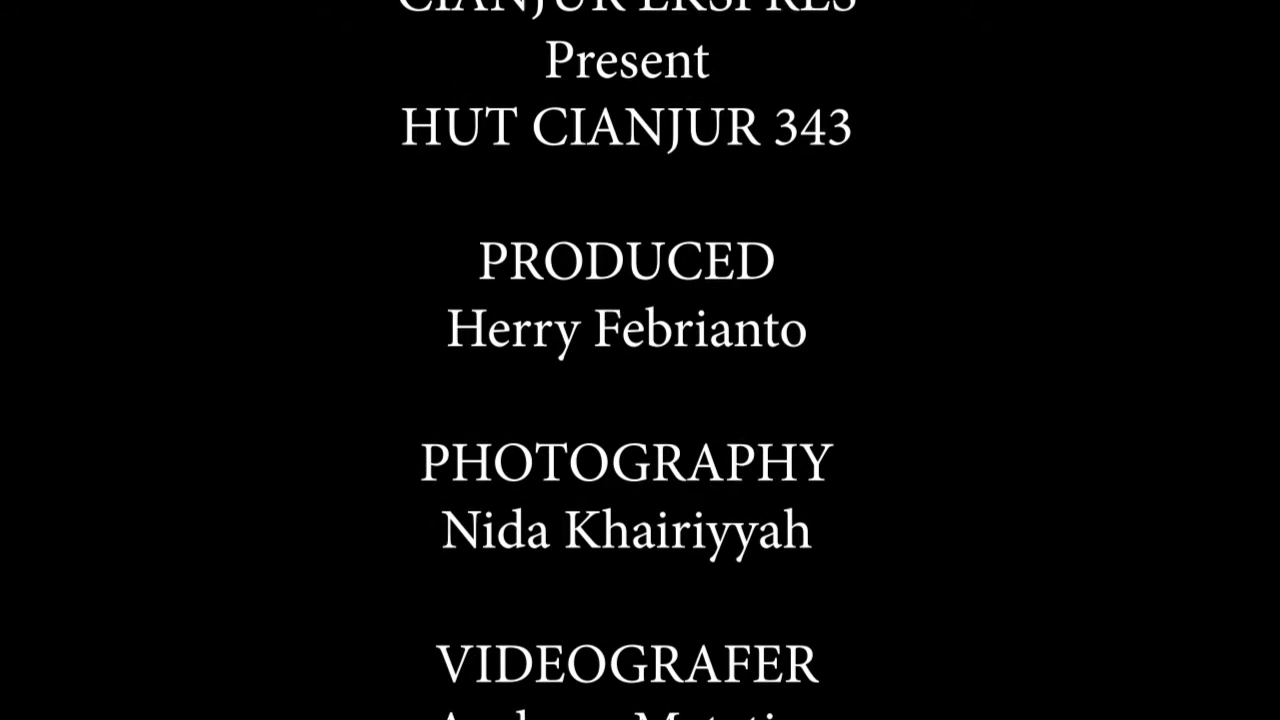 CIANJUR EKSPRES
Present
HUT CIANJUR 343
PRODUCED
Herry Febrianto
PHOTOGRAPHY
Nida Khairiyyah
VIDEOGRAFER